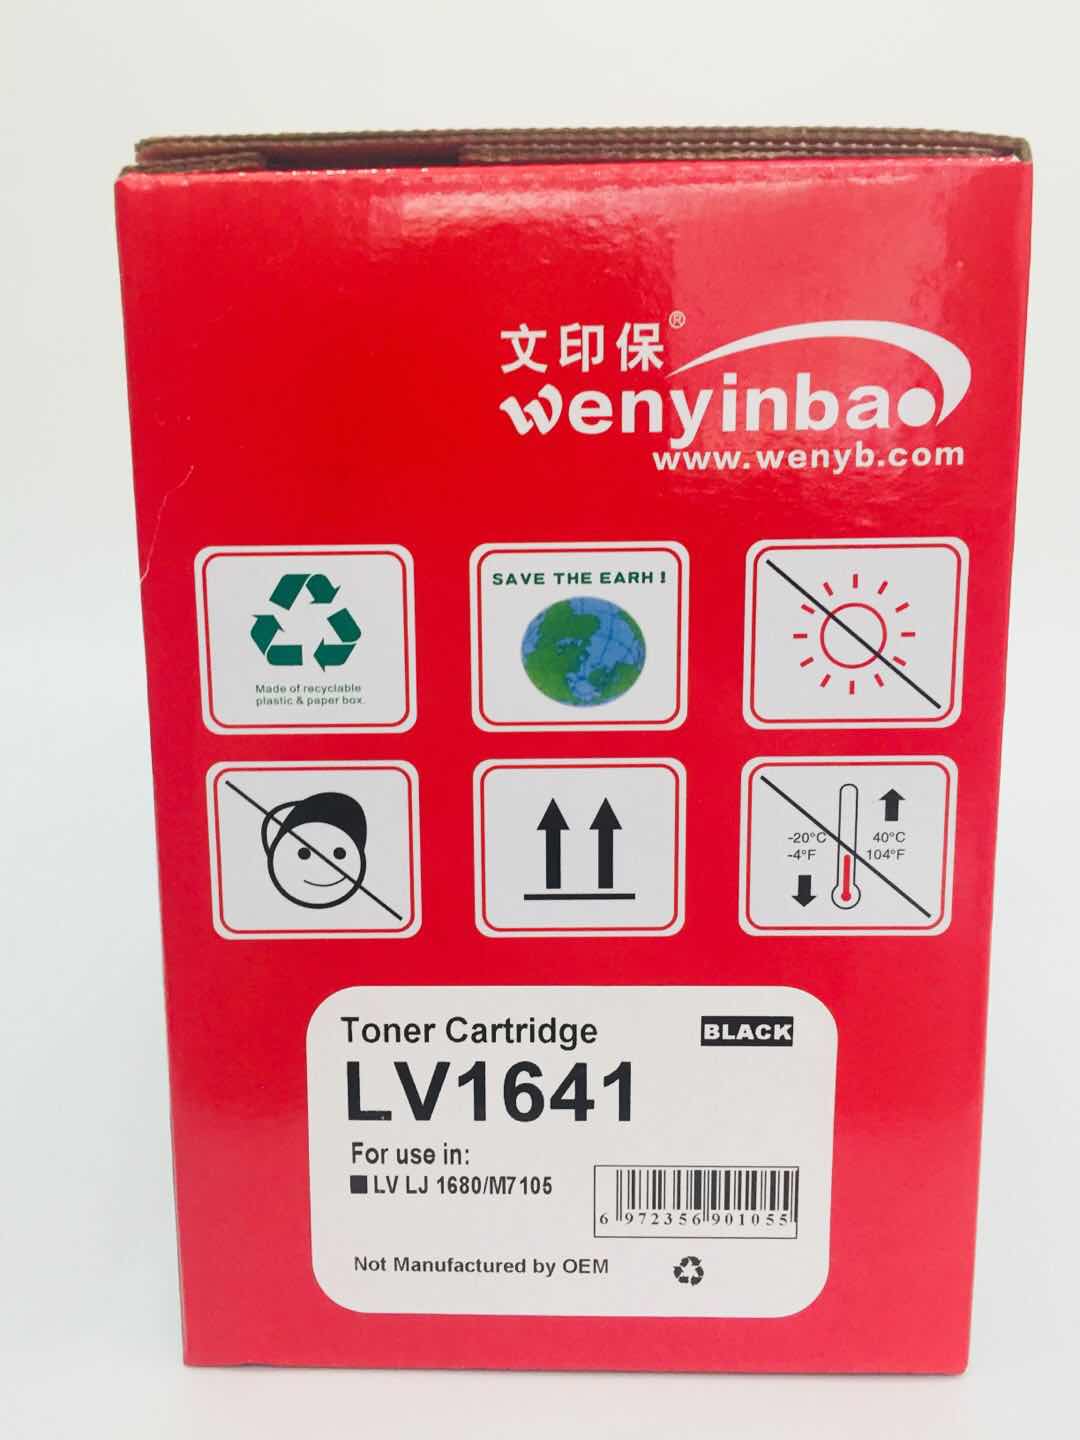 文印保®
wenyinbao
www.wenyb.com
SAVE THE EARH !
Made of recyclable
plastic & paper box.
-20°C
-4°F
40°C
104°F
Toner Cartridge
BLACK
LV1641
For use in:
LV LJ 1680/M7105
6 972356 901055
Not Manufactured by OEM